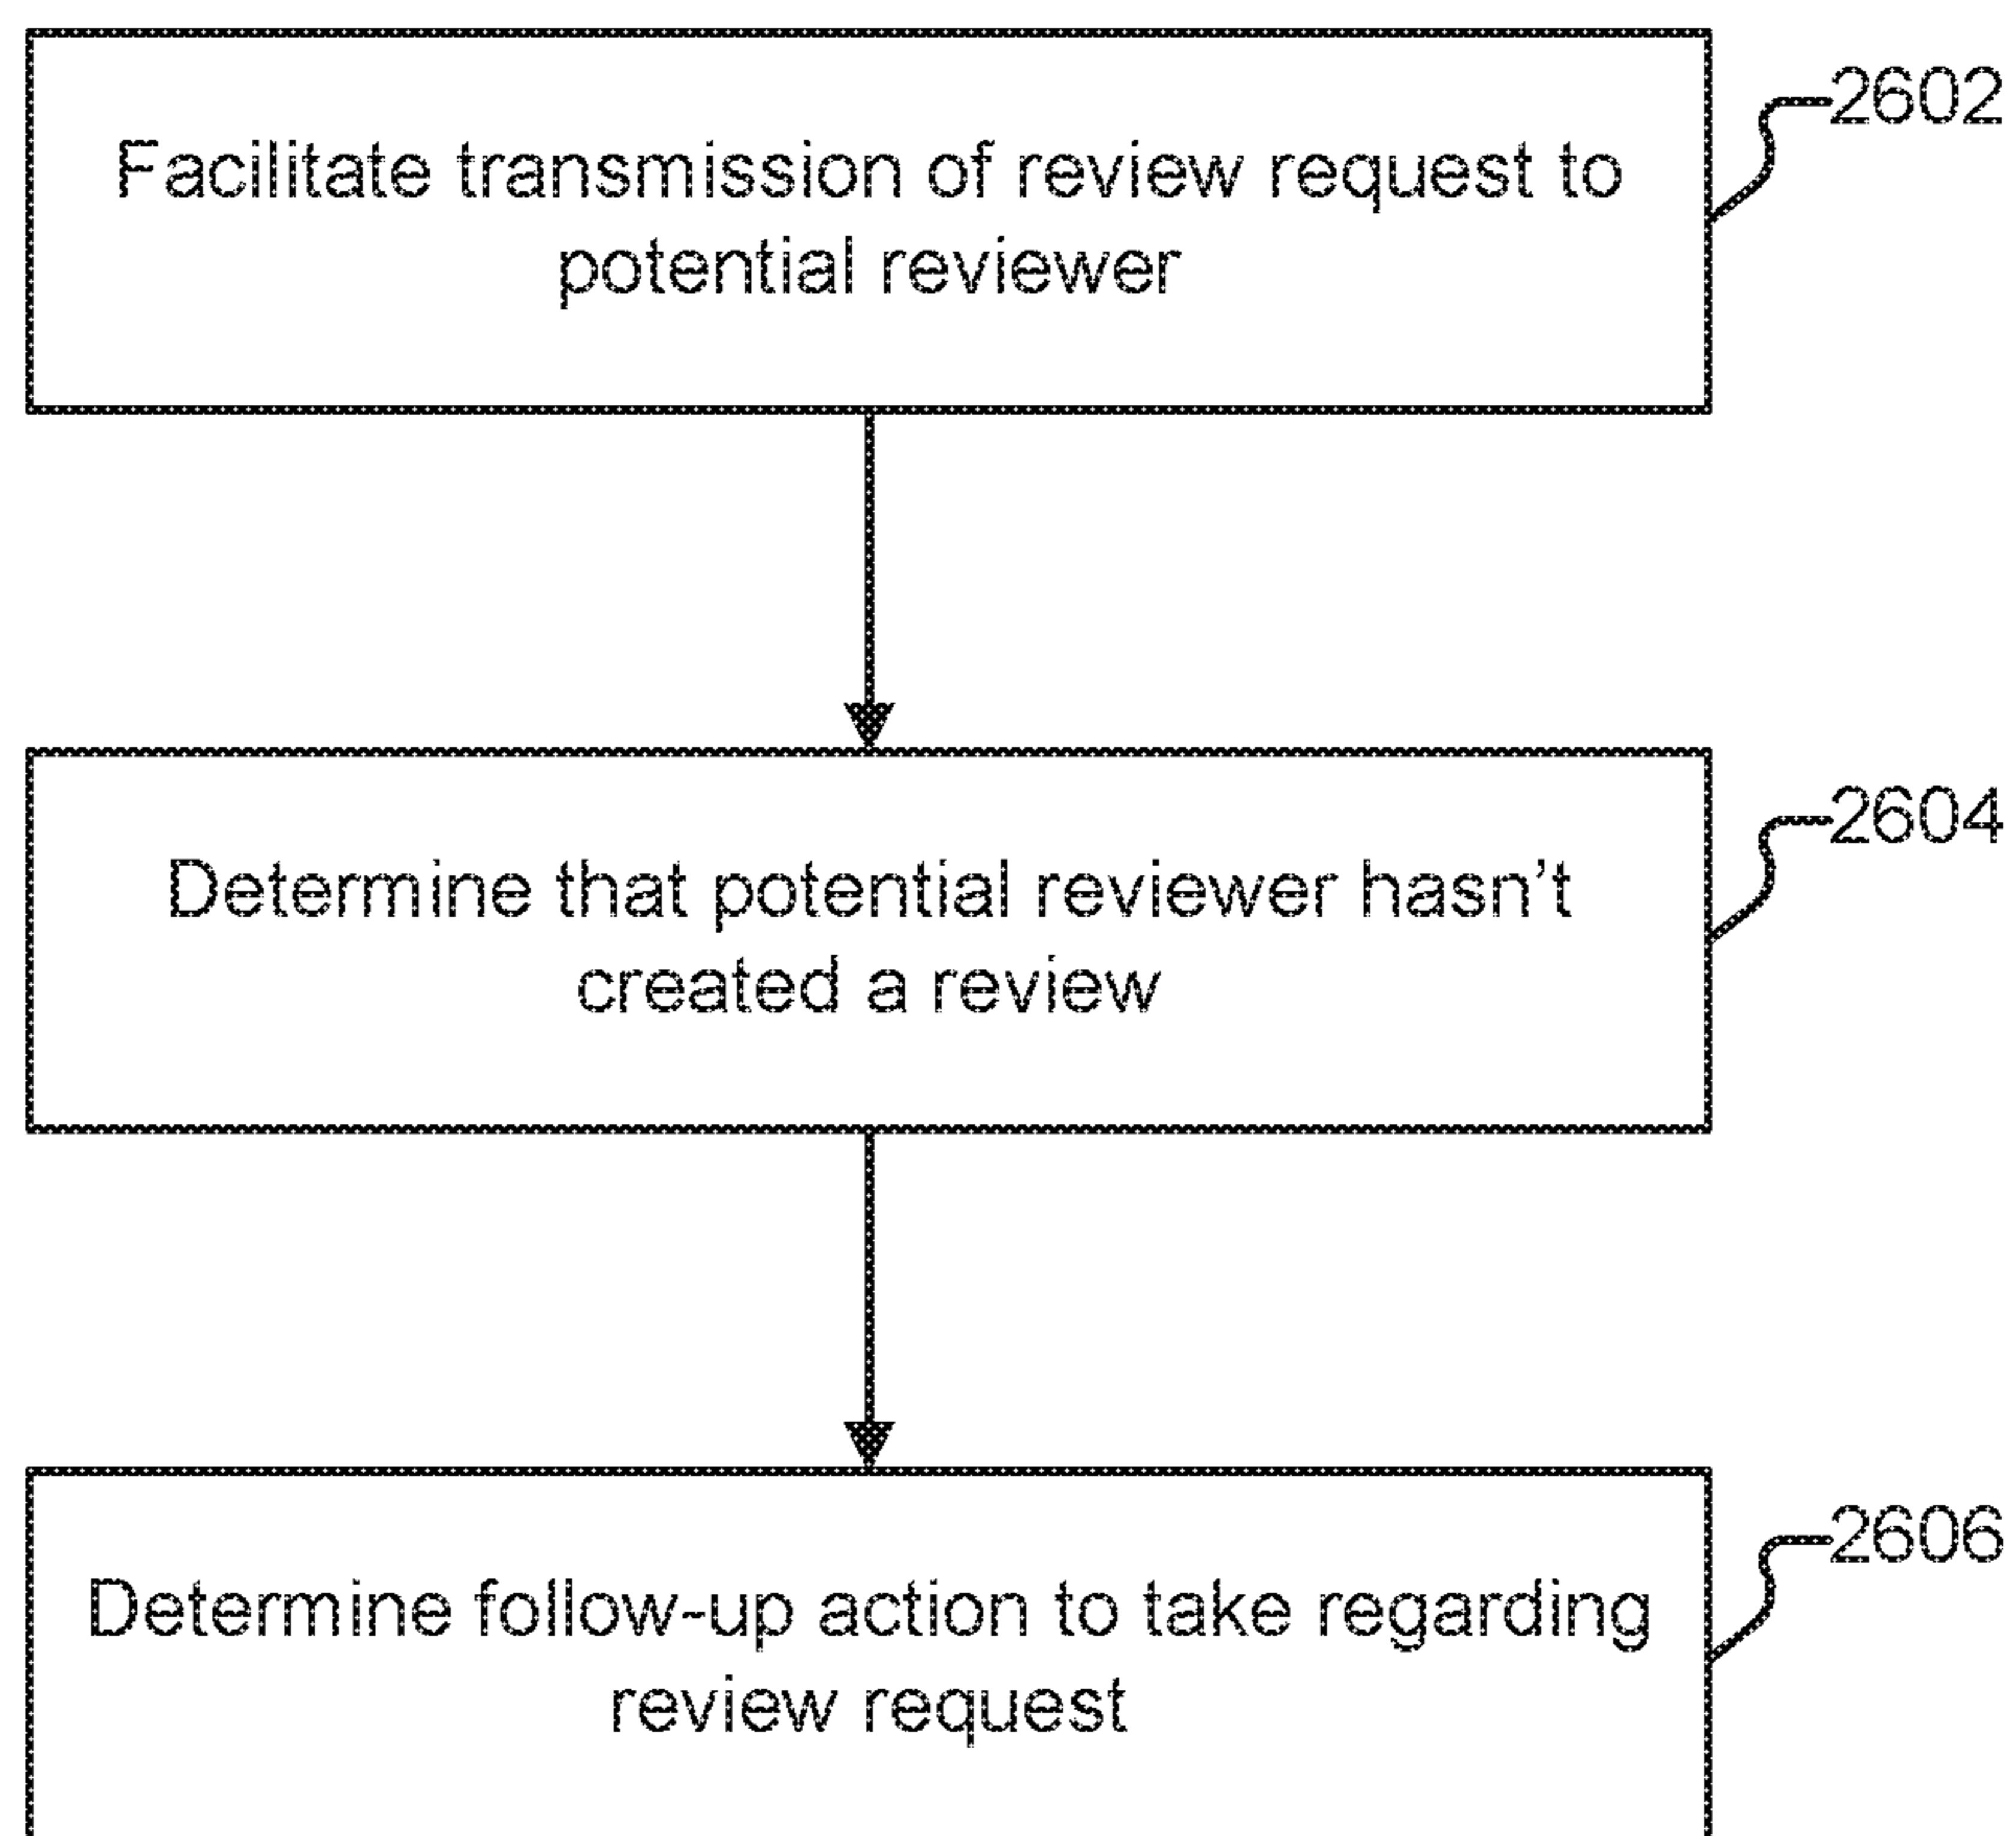 2602
Facilitate transmission of review request to
potential reviewer
2604
Determine that potential reviewer hasn't
created a review
2606
Determine follow-up action to take regarding
review request